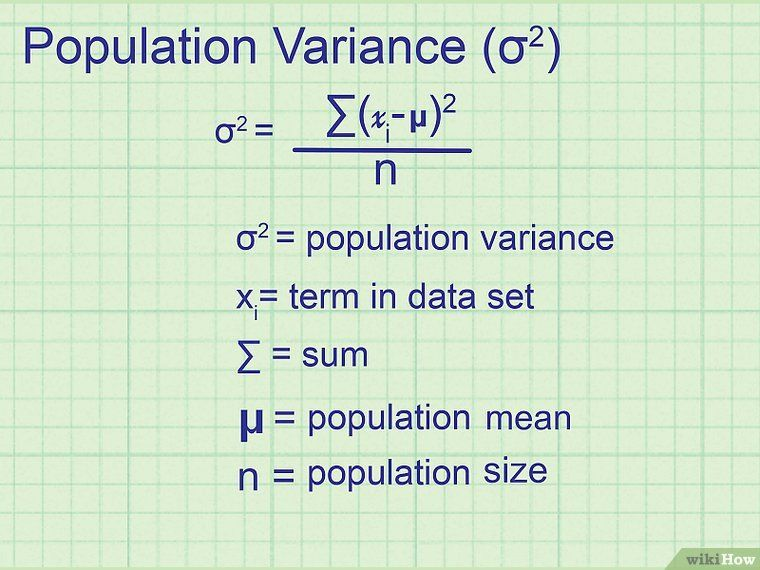 Population Variance (σ²)
σ² = ∑(xᵢ-μ)²
n
σ² = population variance
xᵢ= term in data set
∑ = sum
μ = population mean
n = population size
wikiHow